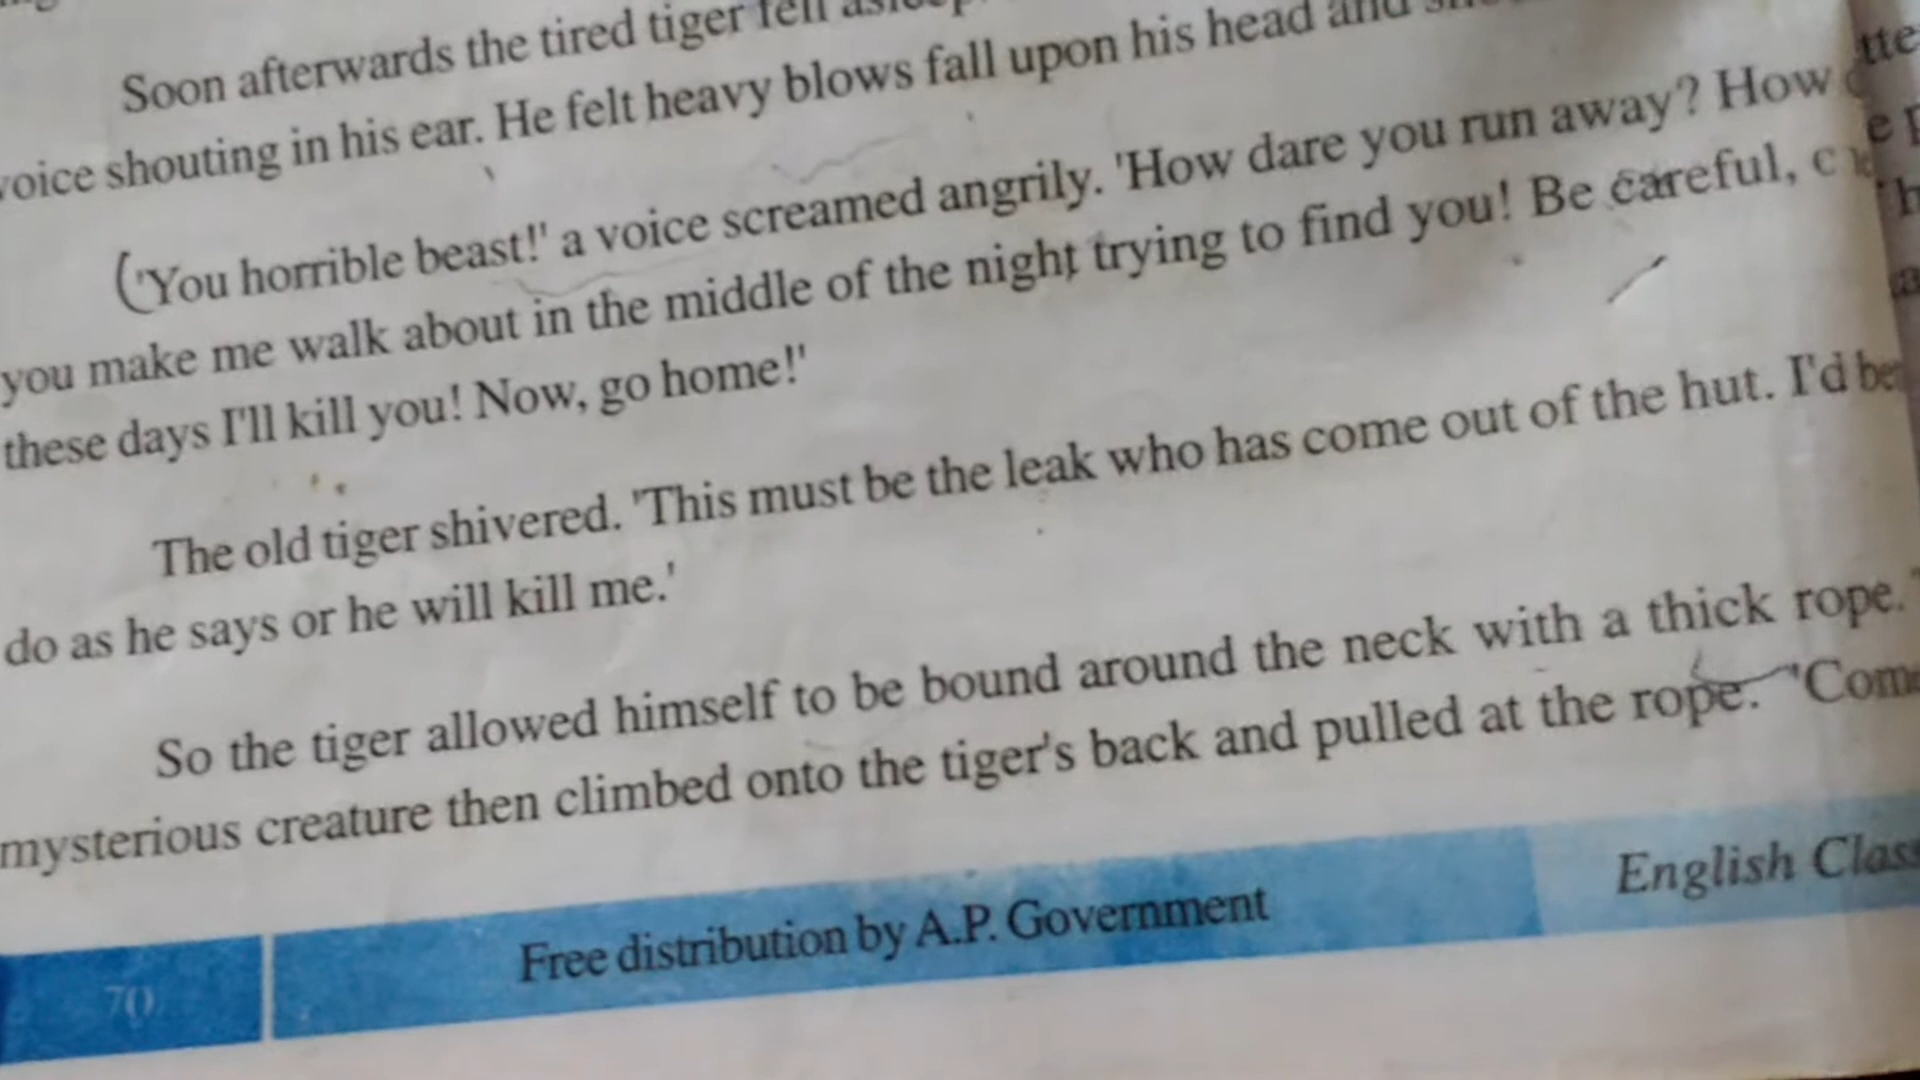 Soon afterwards the tired tiger fell
voice shouting in his ear. He felt heavy blows fall upon his head and
('You horrible beast!' a voice screamed angrily. 'How dare you run away? How
you make me walk about in the middle of the night trying to find you! Be careful,
these days I'll kill you! Now, go home!'
The old tiger shivered. 'This must be the leak who has come out of the hut. I'd
do as he says or he will kill me.'
So the tiger allowed himself to be bound around the neck with a thick rope.
mysterious creature then climbed onto the tiger's back and pulled at the rope. 'Com
70
Free distribution by A.P. Government
English Clas